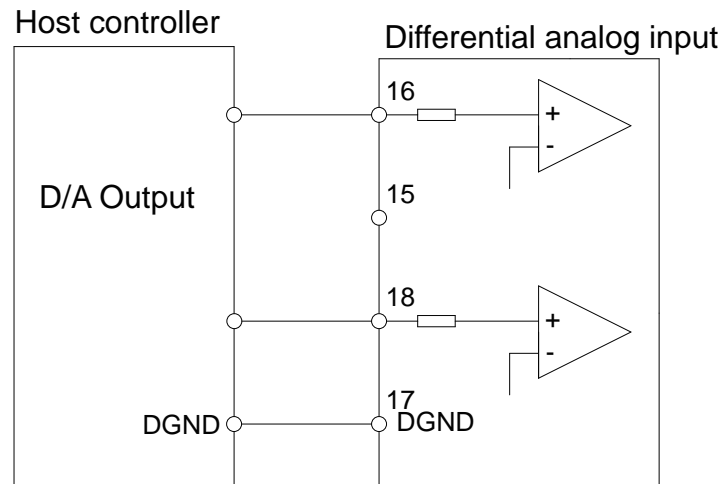 Host controller
Differential analog input
16
+
-
D/A Output
15
18
+
-
17
DGND
DGND